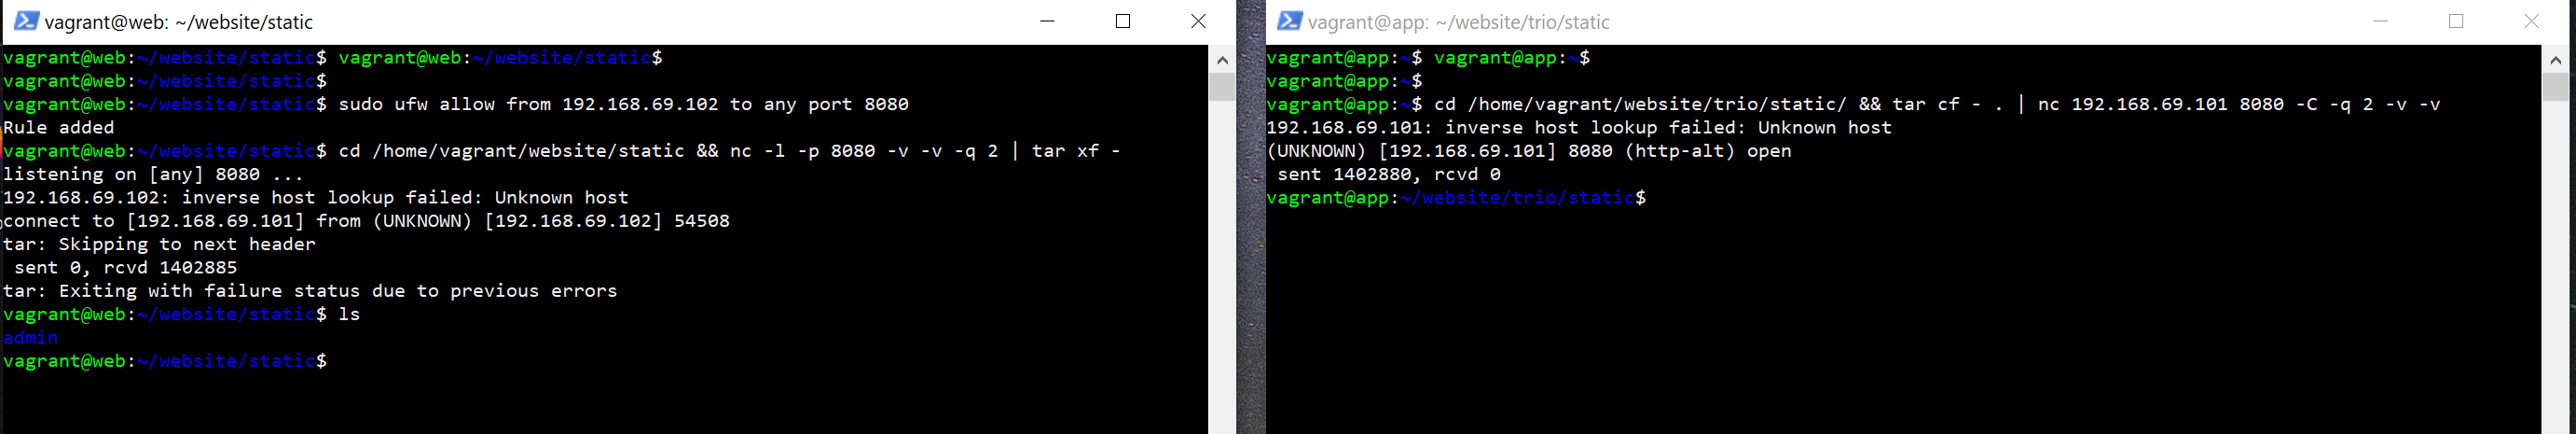 vagrant@web: ~/website/static
vagrant@web:~/website/static$ vagrant@web:~/website/static$
vagrant@web:~/website/static$
vagrant@web:~/website/static$ sudo ufw allow from 192.168.69.102 to any port 8080
Rule added
vagrant@web:~/website/static$ cd /home/vagrant/website/static && nc -l -p 8080 -v -v -q 2 | tar xf -
listening on [any] 8080 ...
192.168.69.102: inverse host lookup failed: Unknown host
connect to [192.168.69.101] from (UNKNOWN) [192.168.69.102] 54508
tar: Skipping to next header
 sent 0, rcvd 1402885
tar: Exiting with failure status due to previous errors
vagrant@web:~/website/static$ ls
admin
vagrant@web:~/website/static$
vagrant@app: ~/website/trio/static
vagrant@app:~$ vagrant@app:~$
vagrant@app:~$
vagrant@app:~$ cd /home/vagrant/website/trio/static/ && tar cf - . | nc 192.168.69.101 8080 -C -q 2 -v -v
192.168.69.101: inverse host lookup failed: Unknown host
(UNKNOWN) [192.168.69.101] 8080 (http-alt) open
 sent 1402880, rcvd 0
vagrant@app:~/website/trio/static$